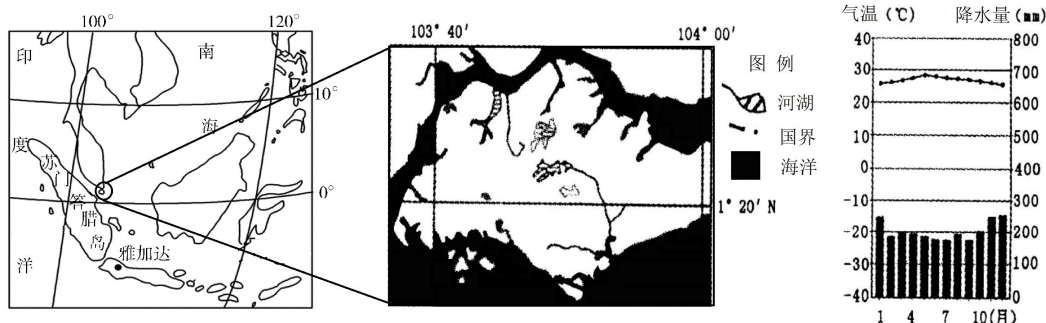 100°
120°
印
南
10°
海
度
苏
门
答
腊
岛
0°
洋
雅加达
103° 40′
104° 00′
1° 20′ N
图 例
河湖
国界
海洋
气温(℃) 降水量(mm)
40
30
20
10
0
-10
-20
-30
-40
800
700
600
500
400
300
200
100
0
1 4 7 10(月)